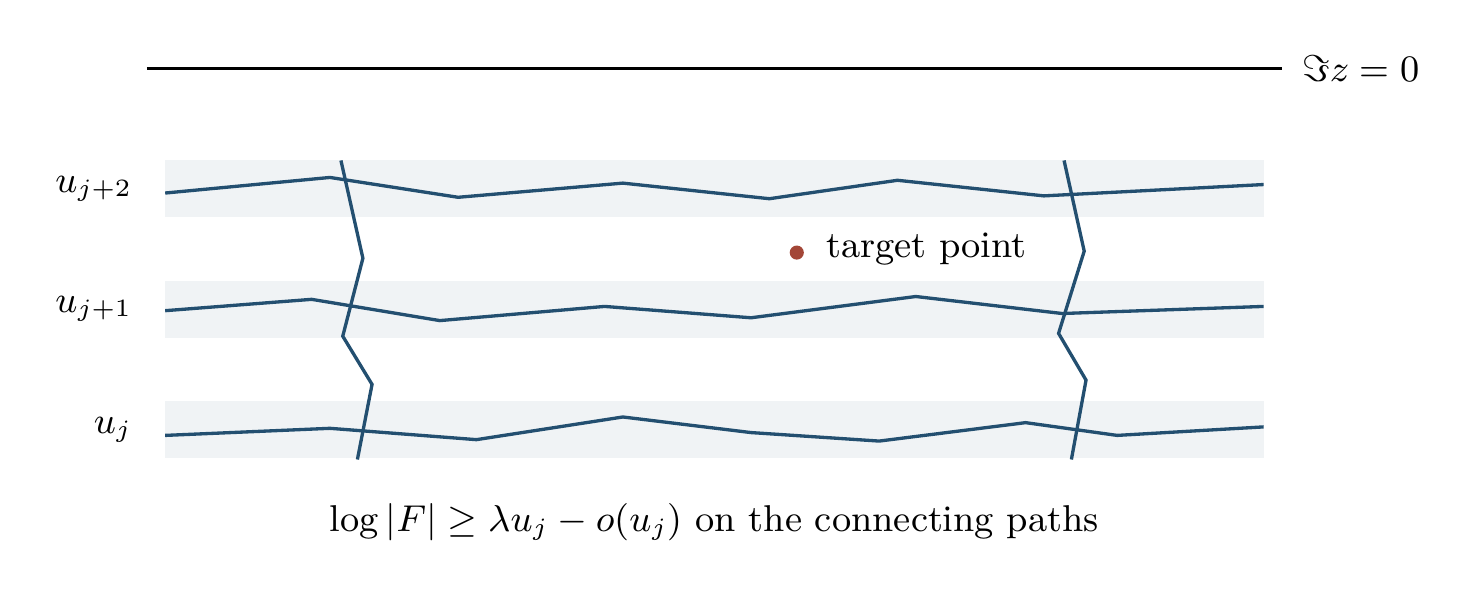 ℑz = 0
u_{j+2}
target point
u_{j+1}
u_j
log |F| ≥ λu_j − o(u_j) on the connecting paths